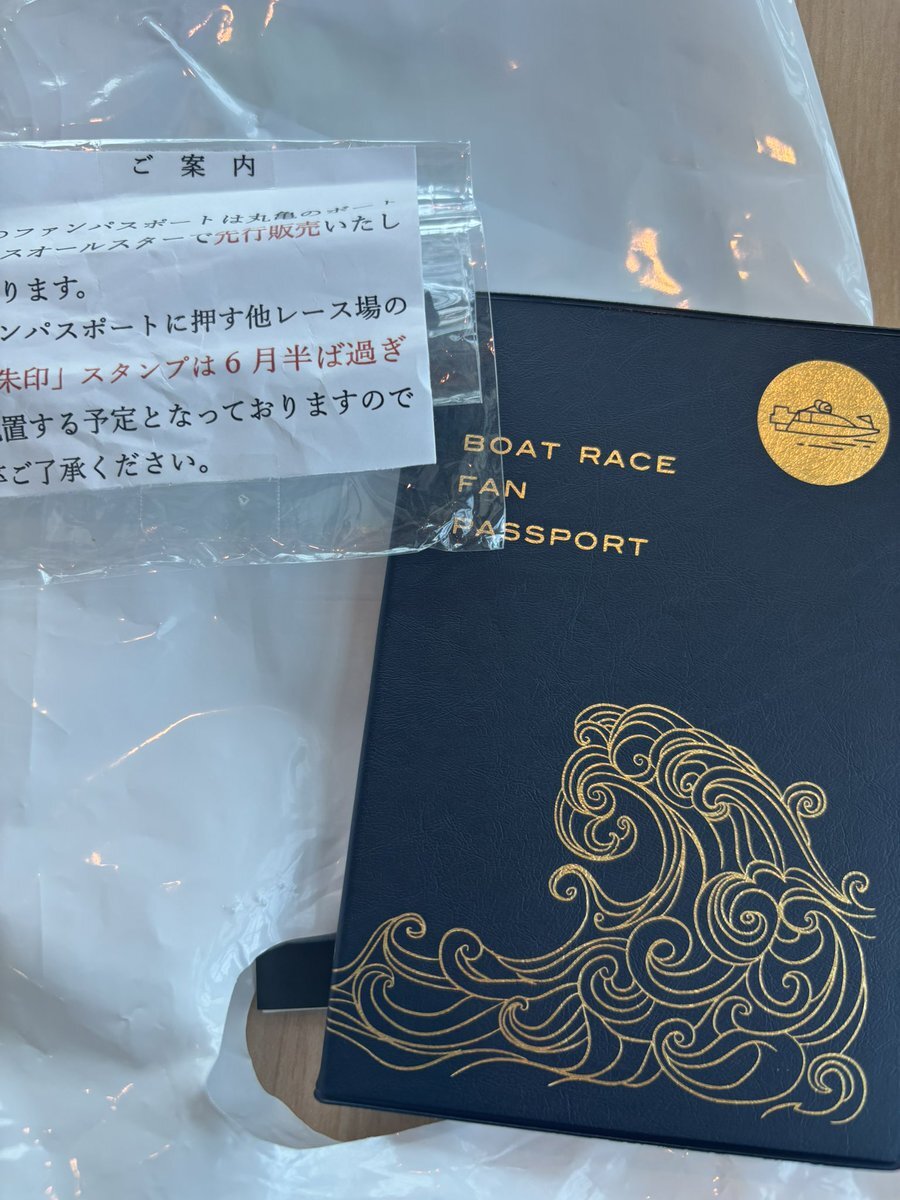 ご案内
ファンパスポートは丸亀のボート
スオールスターで先行販売いたし
ります。
ンパスポートに押す他レース場の
朱印」スタンプは6月半ば過ぎ
置する予定となっておりますので
ご了承ください。
BOAT RACE
FAN
PASSPORT